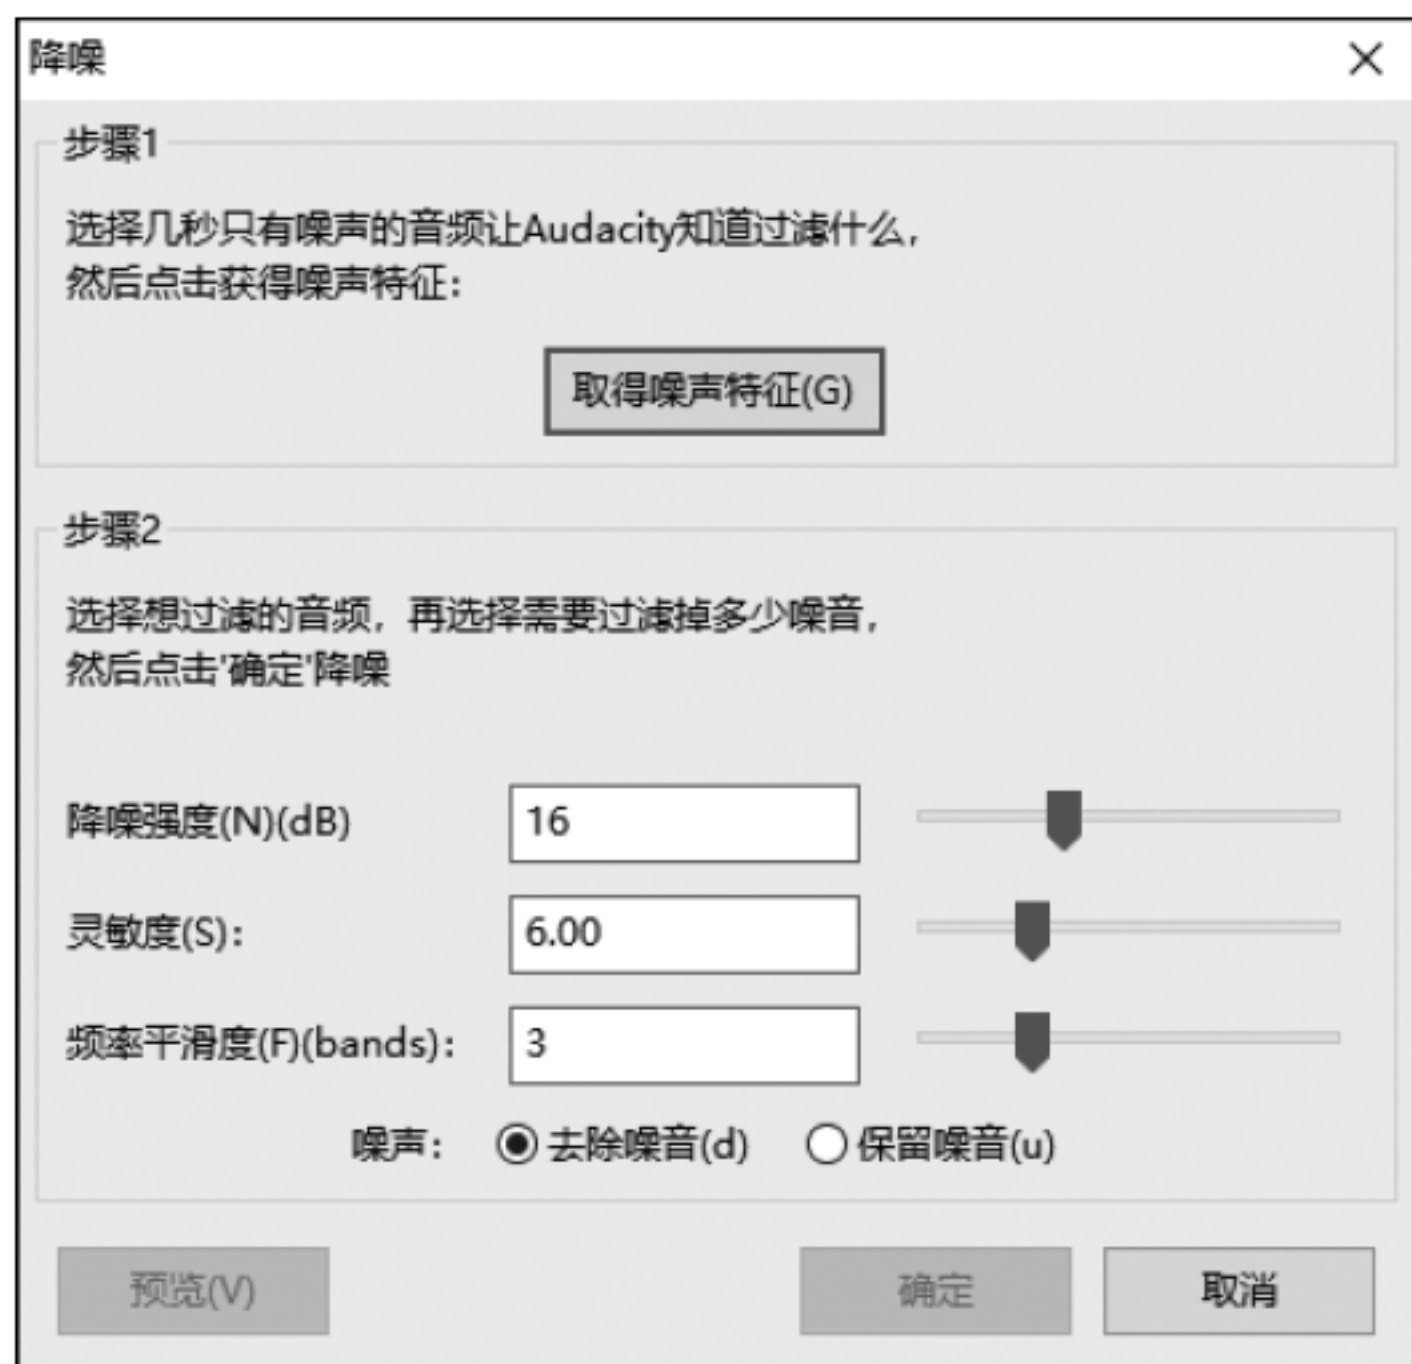 降噪
步骤1
选择几秒只有噪声的音频让Audacity知道过滤什么，
然后点击获得噪声特征：
取得噪声特征(G)
步骤2
选择想过滤的音频，再选择需要过滤掉多少噪音，
然后点击'确定'降噪
降噪强度(N)(dB) 16
灵敏度(S)： 6.00
频率平滑度(F)(bands)： 3
噪声： 去除噪音(d) 保留噪音(u)
预览(V) 确定 取消